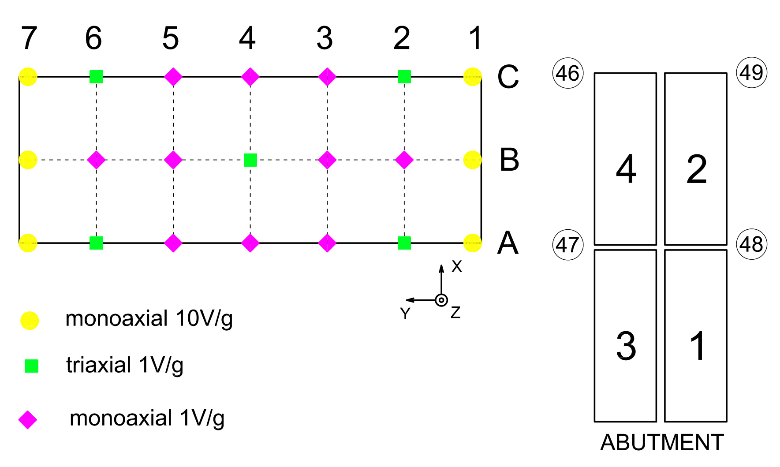 7 6 5 4 3 2 1
C
B
A
X
Y
Z
monoaxial 10V/g
triaxial 1V/g
monoaxial 1V/g
46
49
4 2
47
48
3 1
ABUTMENT